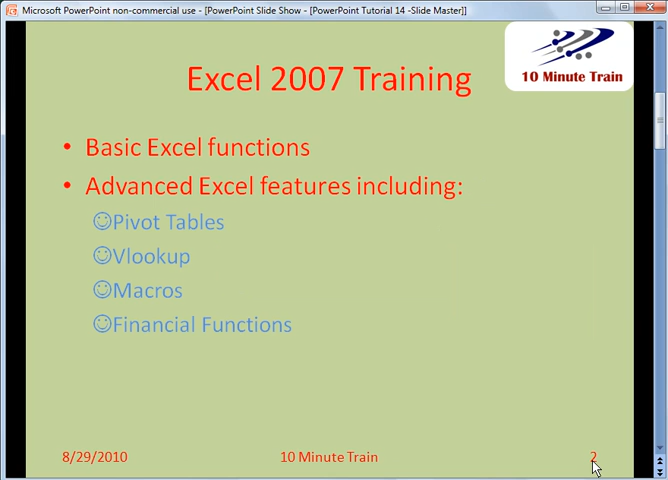 Microsoft PowerPoint non-commercial use - [PowerPoint Slide Show - [PowerPoint Tutorial 14 -Slide Master]]
10 Minute Train
Excel 2007 Training
• Basic Excel functions
• Advanced Excel features including:
☺Pivot Tables
☺Vlookup
☺Macros
☺Financial Functions
8/29/2010 10 Minute Train 2